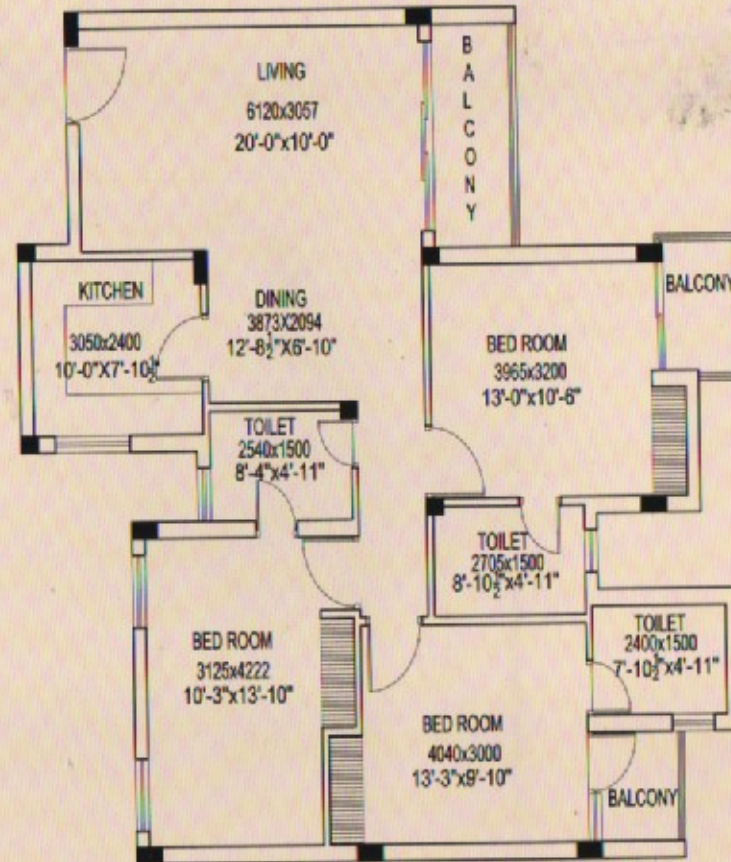 LIVING
6120x3057
20'-0"x10'-0"
BALCONY
KITCHEN
3050x2400
10'-0"X7'-10½"
DINING
3873X2094
12'-8½"X6'-10"
BALCONY
BED ROOM
3965x3200
13'-0"x10'-6"
TOILET
2540x1500
8'-4"x4'-11"
TOILET
2705x1500
8'-10½"x4'-11"
TOILET
2400x1500
7'-10½"x4'-11"
BED ROOM
3125x4222
10'-3"x13'-10"
BED ROOM
4040x3000
13'-3"x9'-10"
BALCONY